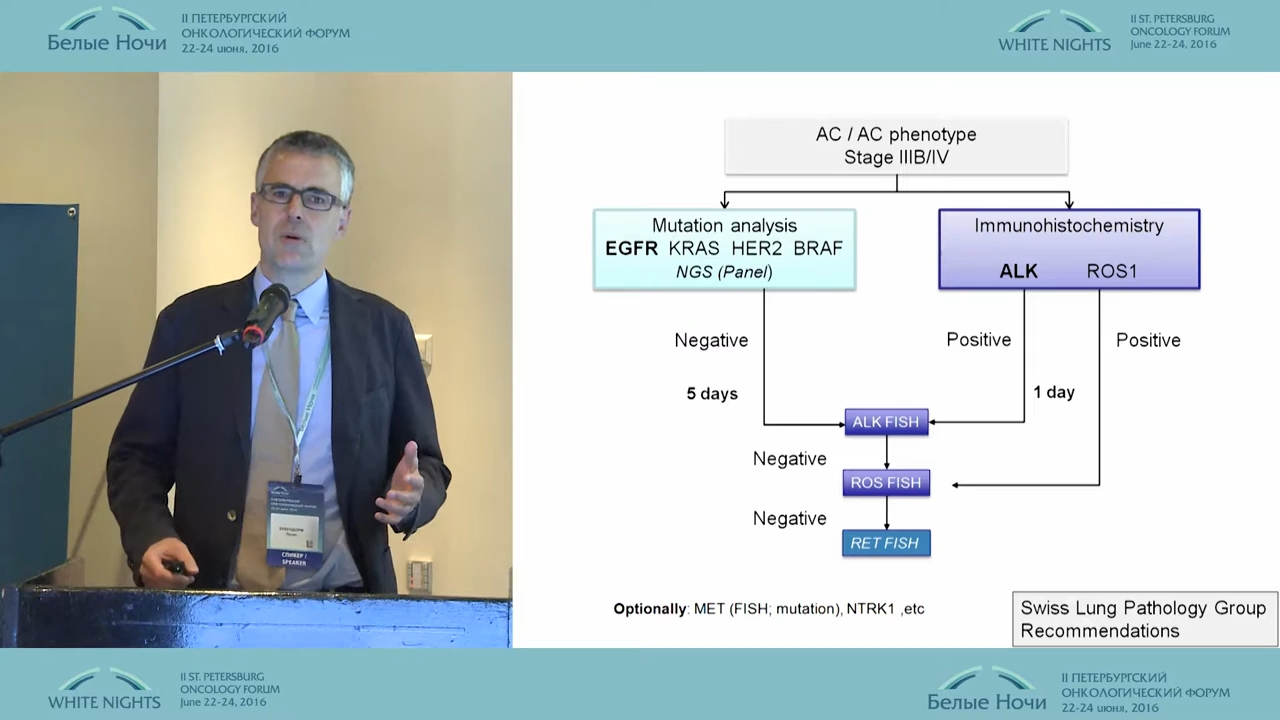 Белые Ночи
II ПЕТЕРБУРГСКИЙ
ОНКОЛОГИЧЕСКИЙ ФОРУМ
22-24 июня, 2016
WHITE NIGHTS
II ST. PETERSBURG
ONCOLOGY FORUM
June 22-24, 2016
AC / AC phenotype
Stage IIIB/IV
Mutation analysis
EGFR KRAS HER2 BRAF
NGS (Panel)
Immunohistochemistry
ALK ROS1
Negative
Positive
Positive
5 days
1 day
ALK FISH
Negative
ROS FISH
Negative
RET FISH
Optionally: MET (FISH; mutation), NTRK1 ,etc
Swiss Lung Pathology Group
Recommendations
СПИКЕР /
SPEAKER
WHITE NIGHTS
II ST. PETERSBURG
ONCOLOGY FORUM
June 22-24, 2016
Белые Ночи
II ПЕТЕРБУРГСКИЙ
ОНКОЛОГИЧЕСКИЙ ФОРУМ
22-24 июня, 2016